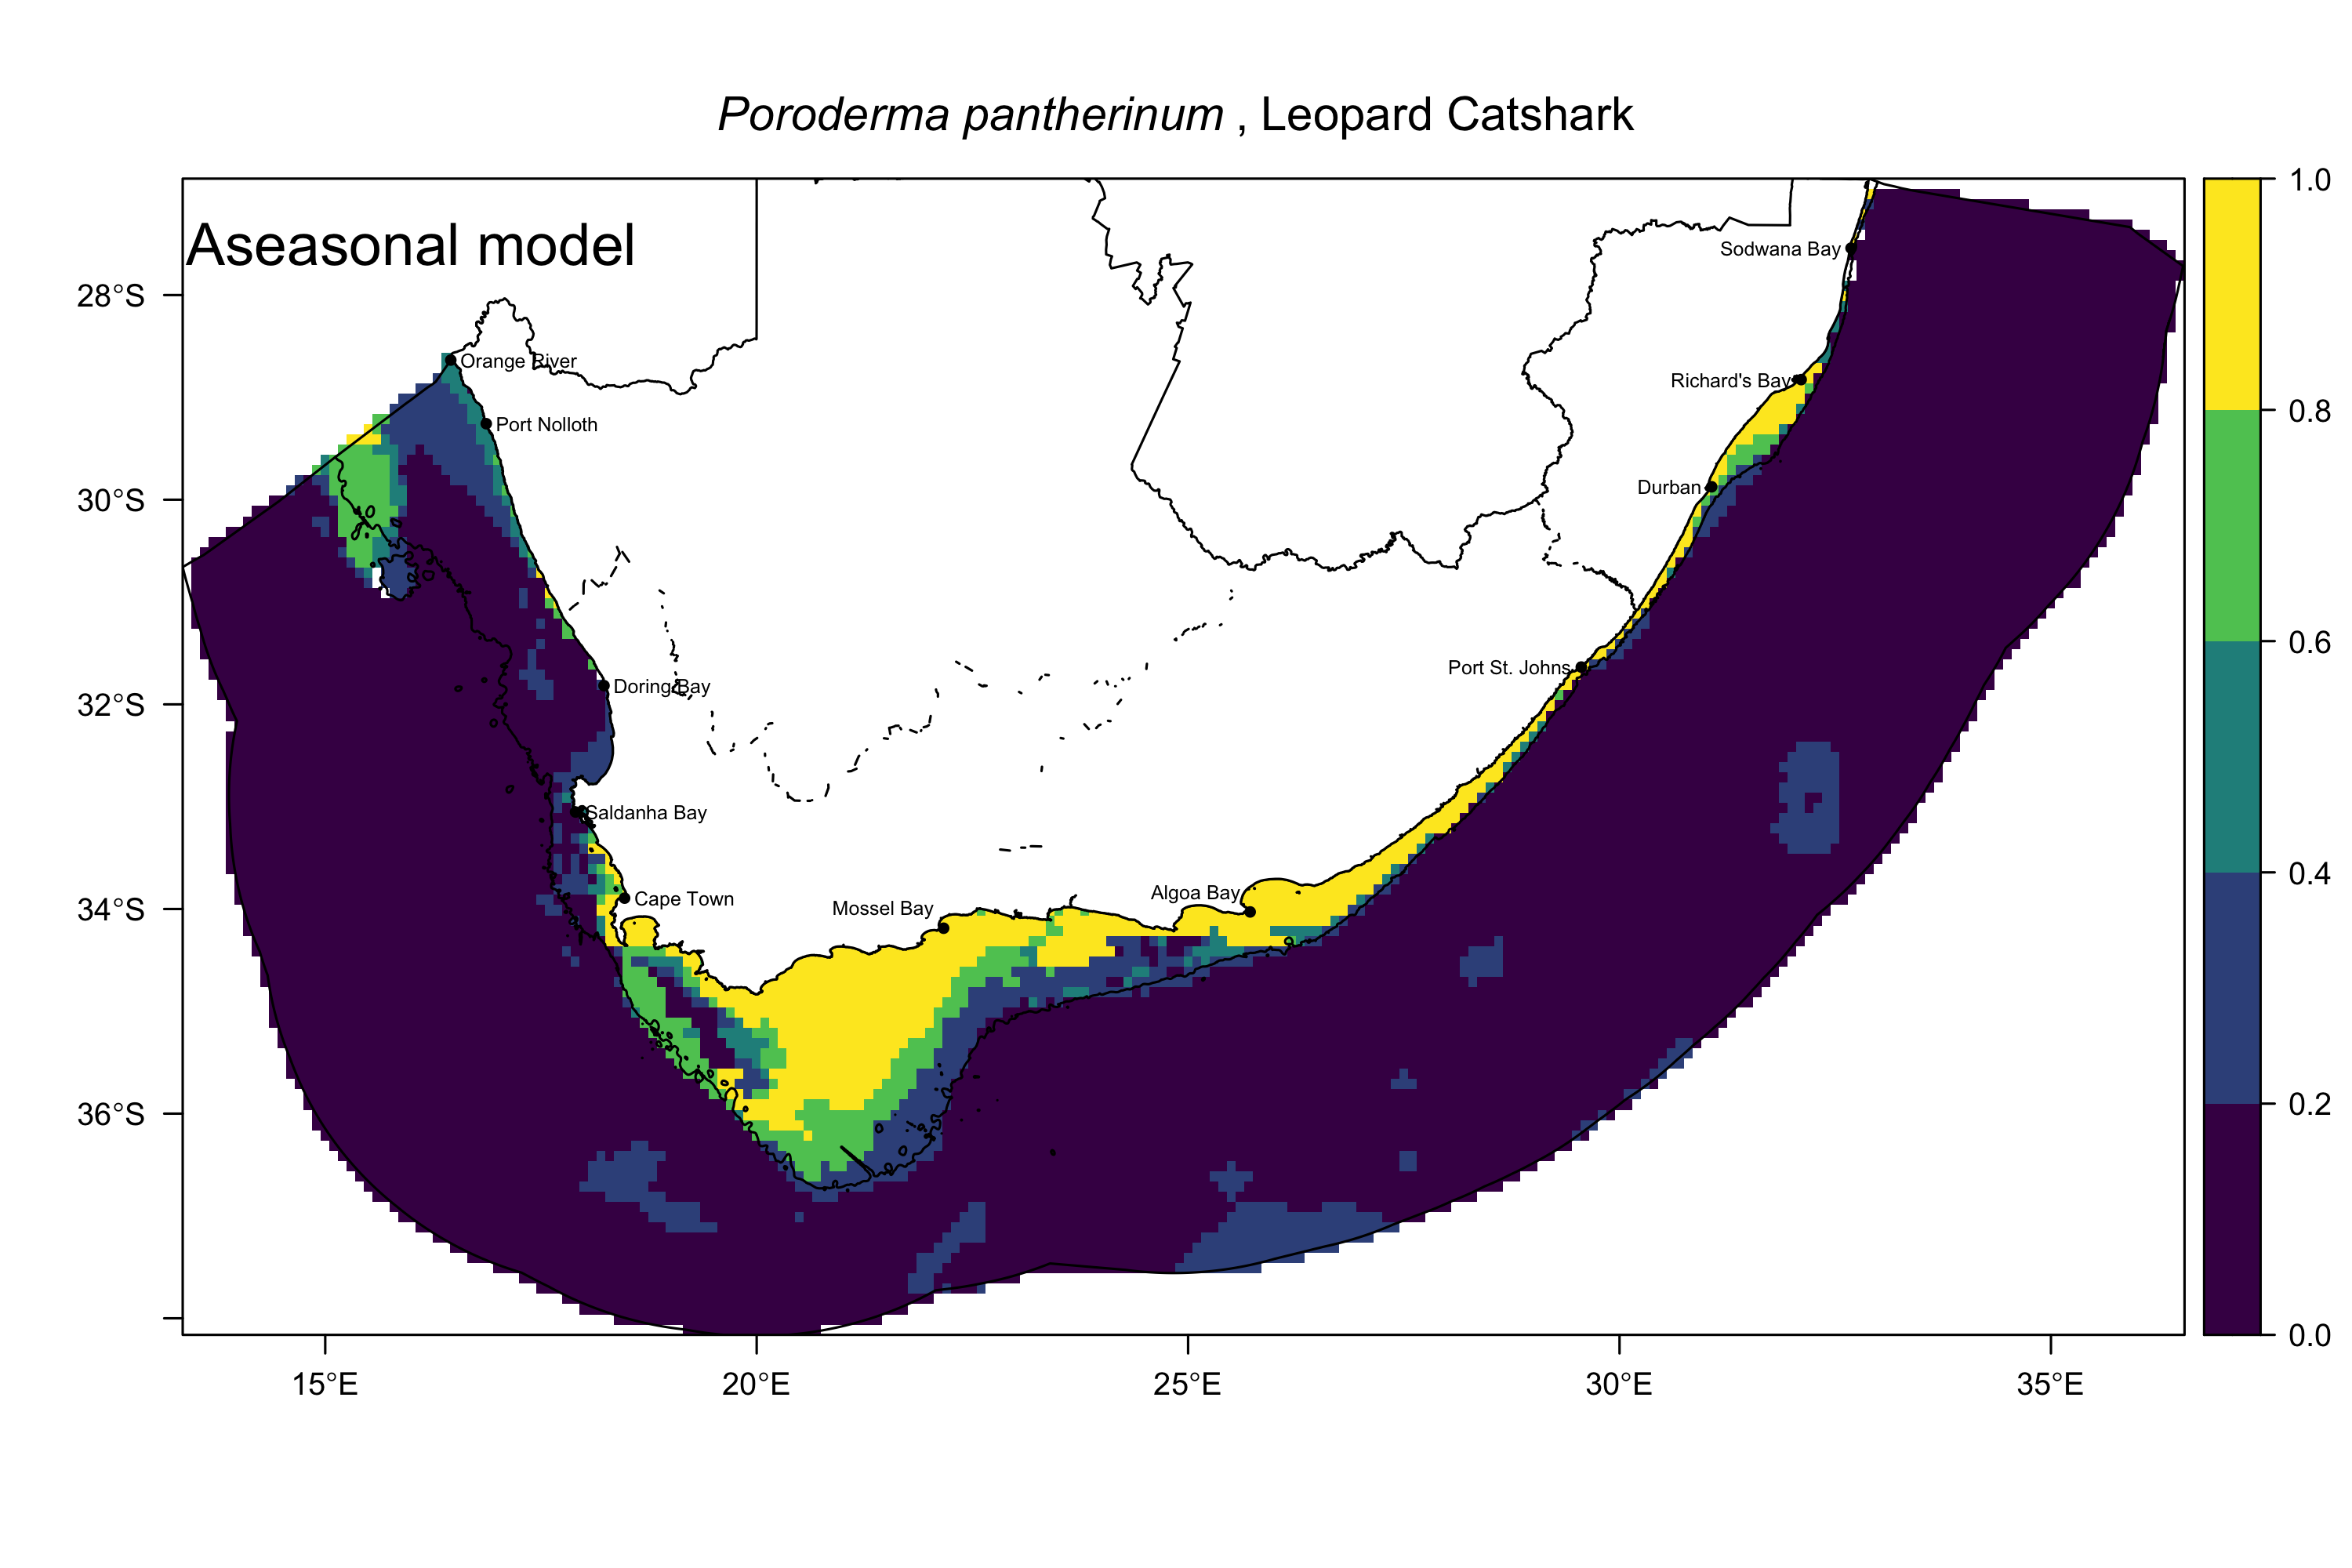 Poroderma pantherinum , Leopard Catshark
Aseasonal model
1.0
0.8
0.6
0.4
0.2
0.0
28°S
30°S
32°S
34°S
36°S
Sodwana Bay
Orange River
Richard's Bay
Port Nolloth
Durban
Port St. Johns
Doring Bay
Saldanha Bay
Algoa Bay
Cape Town
Mossel Bay
15°E
20°E
25°E
30°E
35°E